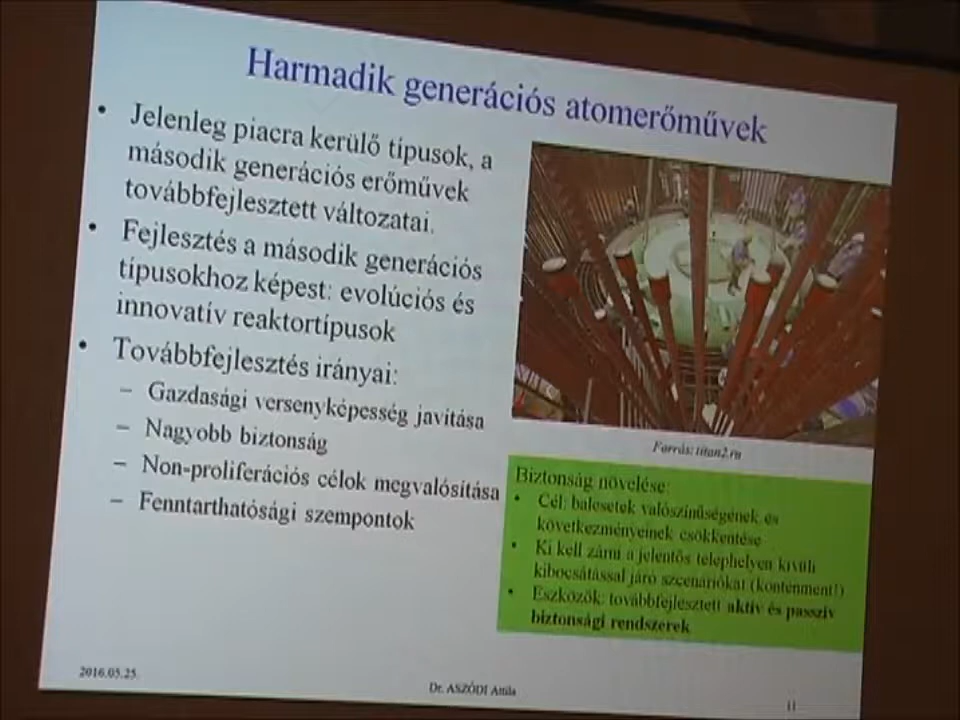 Harmadik generációs atomerőművek
• Jelenleg piacra kerülő típusok, a
második generációs erőművek
továbbfejlesztett változatai.
• Fejlesztés a második generációs
típusokhoz képest: evolúciós és
innovatív reaktortípusok
• Továbbfejlesztés irányai:
– Gazdasági versenyképesség javítása
– Nagyobb biztonság
– Non-proliferációs célok megvalósítása
– Fenntarthatósági szempontok
Forrás: titan2.ru
Biztonság növelése:
• Cél: balesetek valószínűségének és
következményeinek csökkentése
• Ki kell zárni a jelentős telephelyen kívüli
kibocsátással járó szcenáriókat (konténment!)
• Eszközök: továbbfejlesztett aktív és passzív
biztonsági rendszerek
2016.05.25.
Dr. ASZÓDI Attila
11